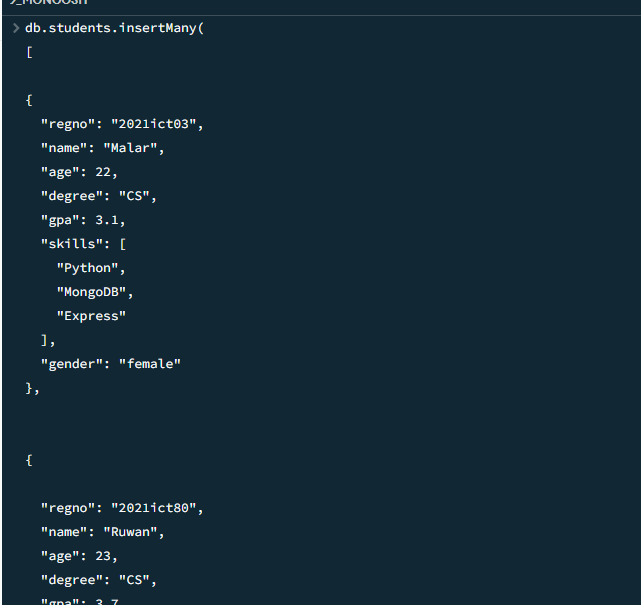 >_MONGOSH
> db.students.insertMany(
[
{
"regno": "2021ict03",
"name": "Malar",
"age": 22,
"degree": "CS",
"gpa": 3.1,
"skills": [
"Python",
"MongoDB",
"Express"
],
"gender": "female"
},
{
"regno": "2021ict80",
"name": "Ruwan",
"age": 23,
"degree": "CS",
"gpa": 3.7,